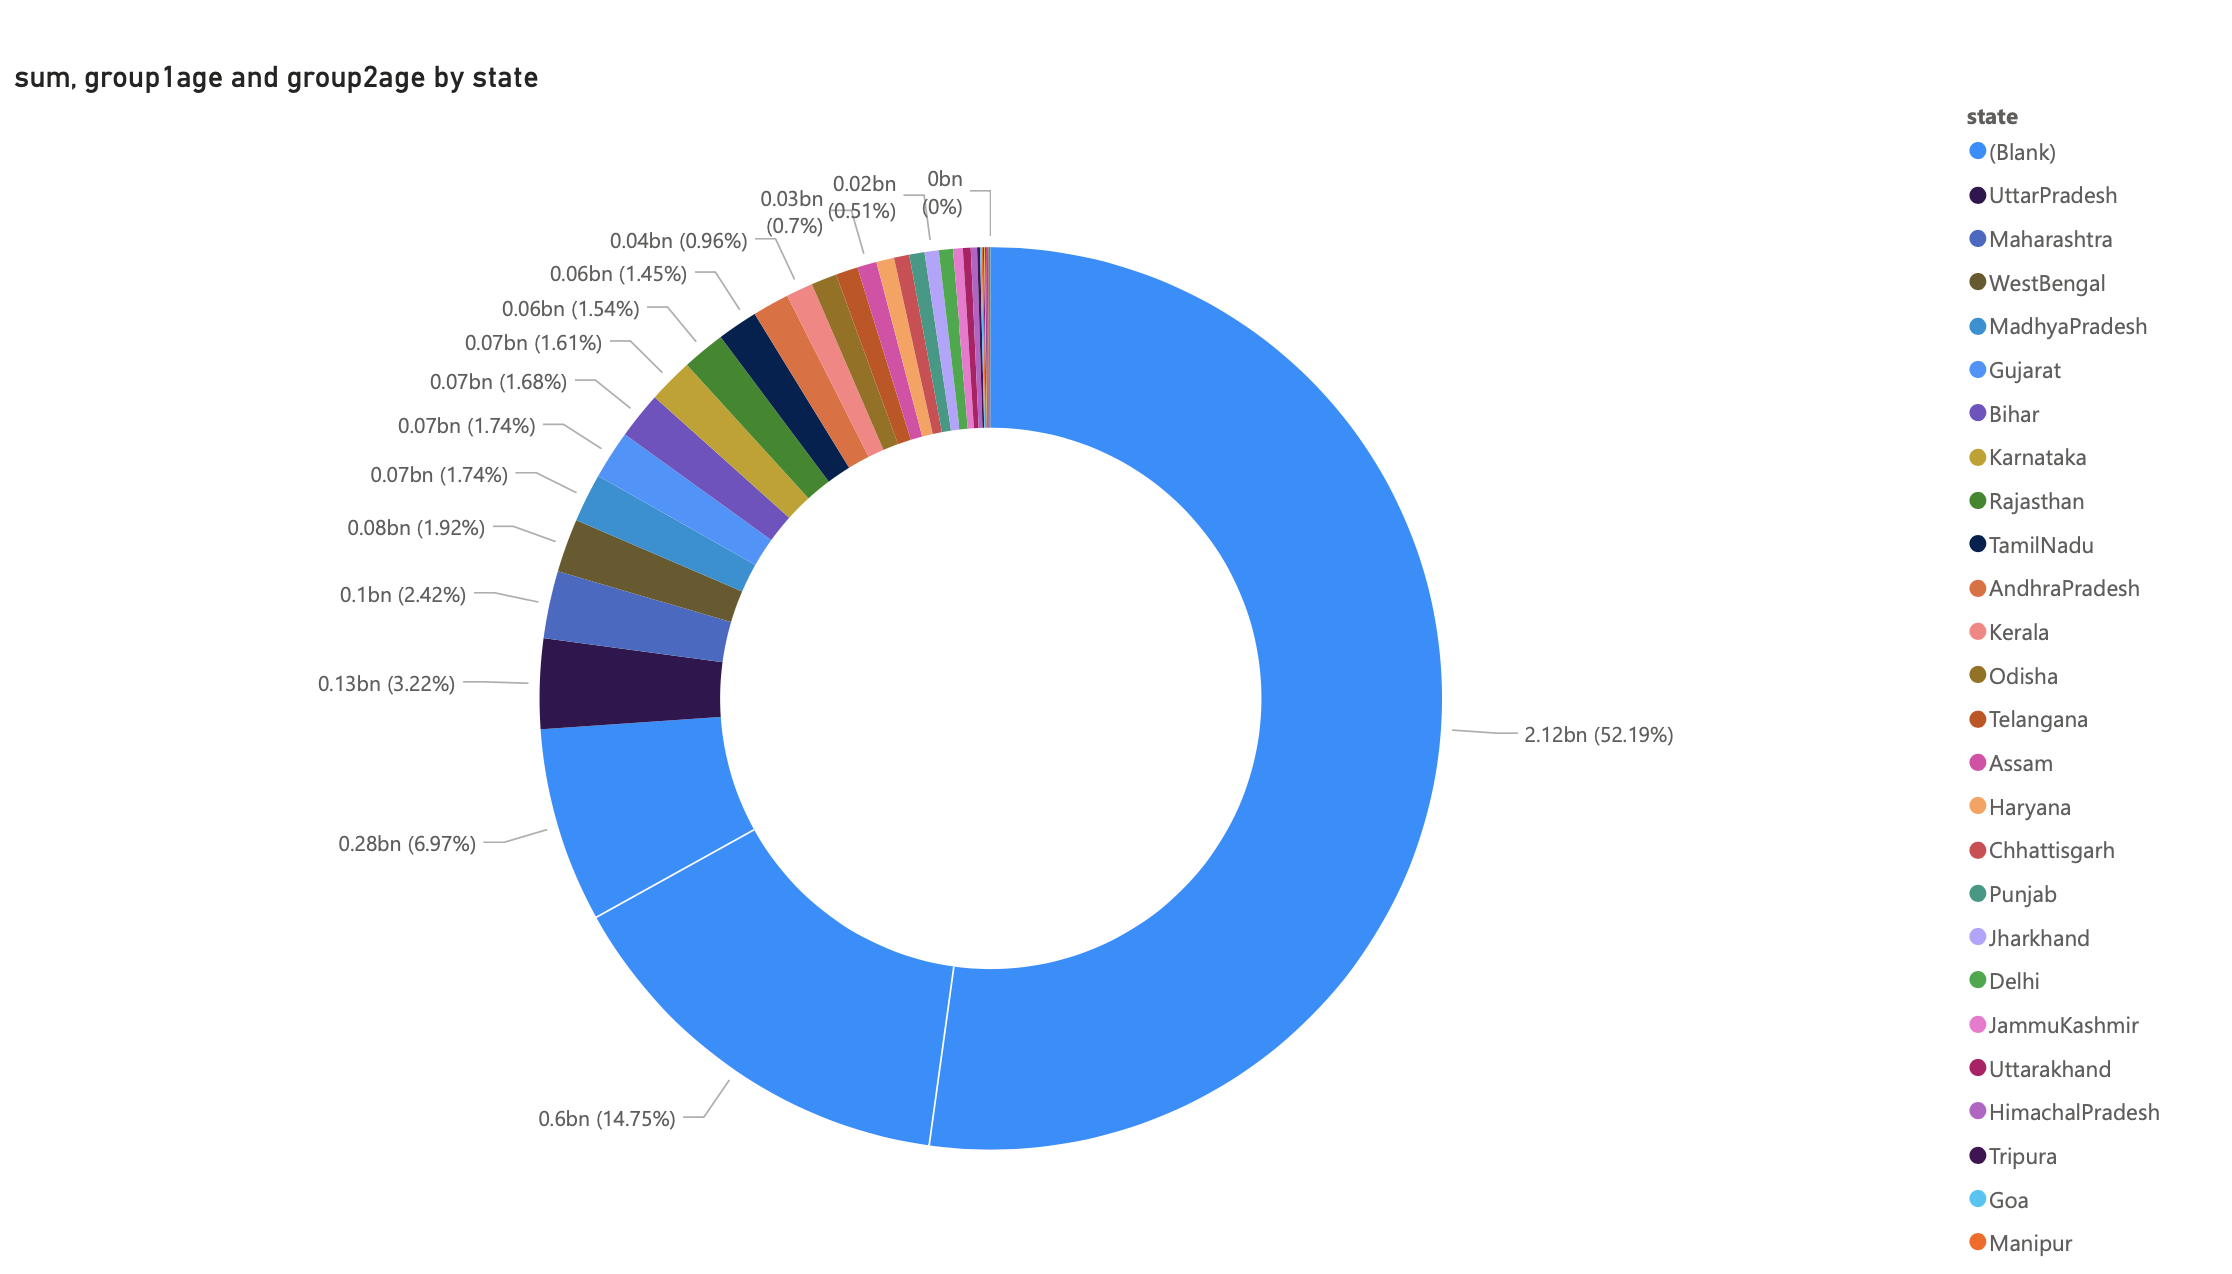 sum, group1age and group2age by state
state
(Blank)
UttarPradesh
Maharashtra
WestBengal
MadhyaPradesh
Gujarat
Bihar
Karnataka
Rajasthan
TamilNadu
AndhraPradesh
Kerala
Odisha
Telangana
Assam
Haryana
Chhattisgarh
Punjab
Jharkhand
Delhi
JammuKashmir
Uttarakhand
HimachalPradesh
Tripura
Goa
Manipur
2.12bn (52.19%)
0.6bn (14.75%)
0.28bn (6.97%)
0.13bn (3.22%)
0.1bn (2.42%)
0.08bn (1.92%)
0.07bn (1.74%)
0.07bn (1.74%)
0.07bn (1.68%)
0.07bn (1.61%)
0.06bn (1.54%)
0.06bn (1.45%)
0.04bn (0.96%)
0.03bn
(0.7%)
0.02bn
(0.51%)
0bn
(0%)